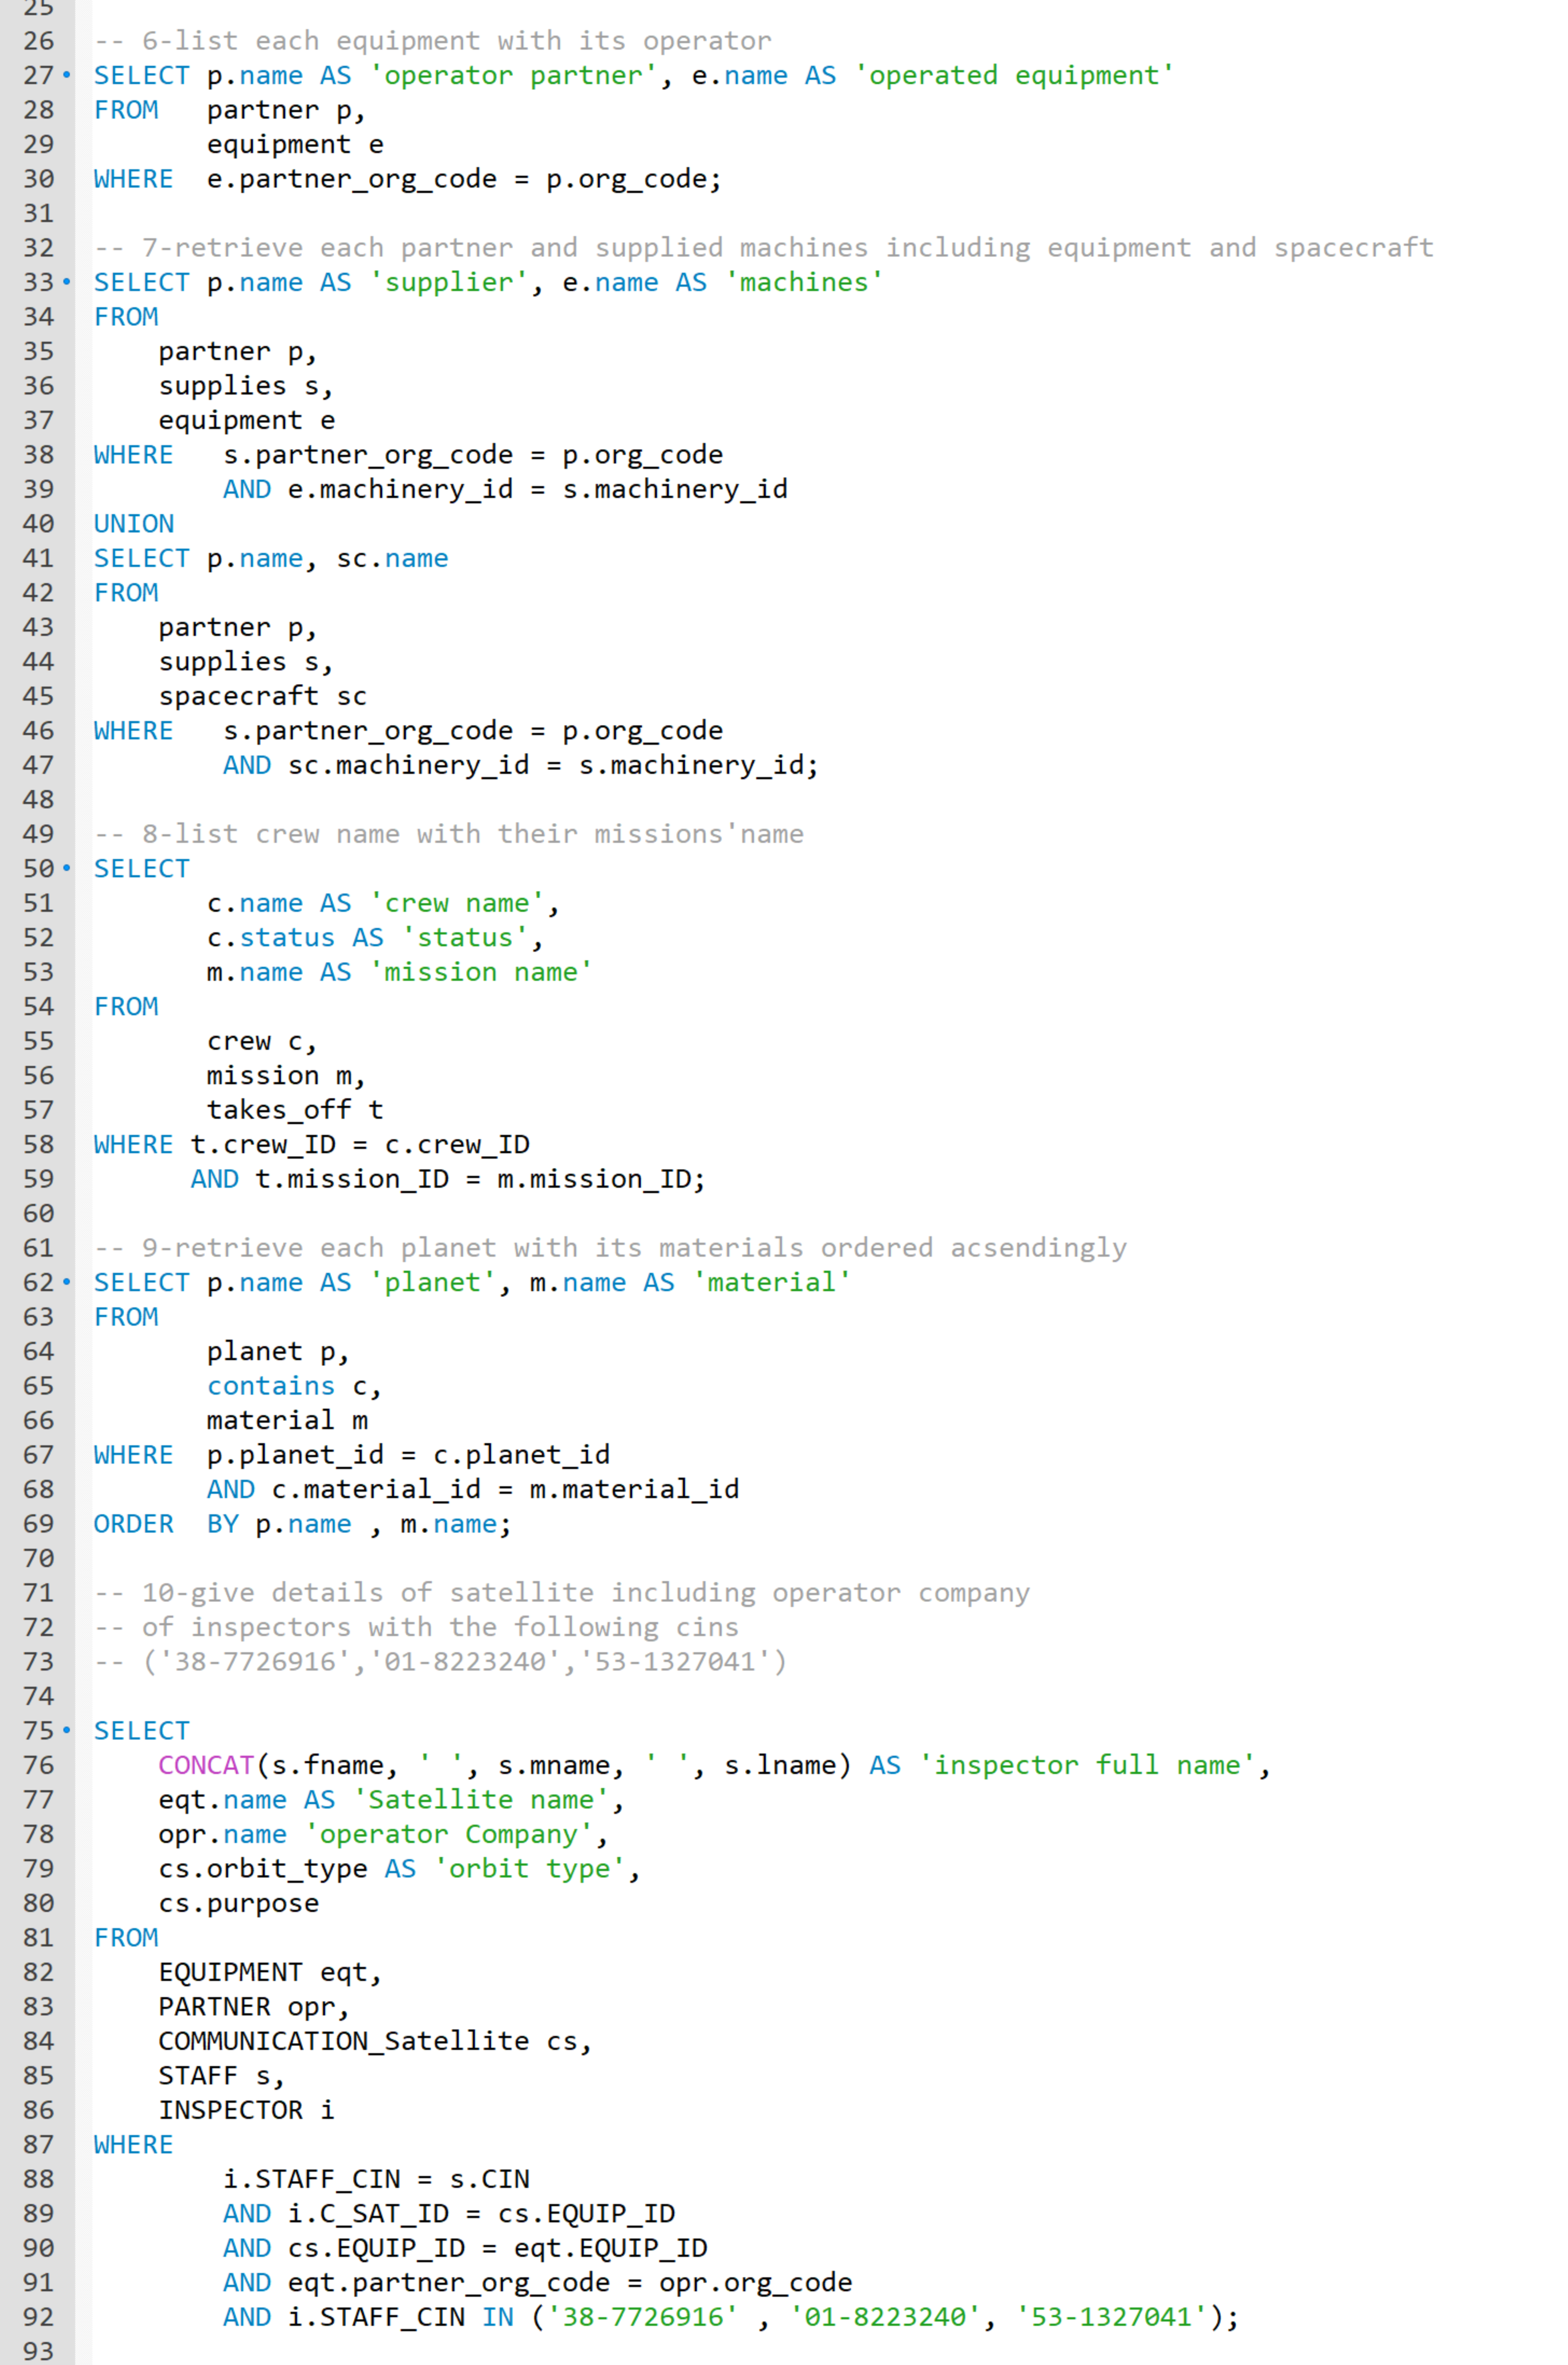 25
26 -- 6-list each equipment with its operator
27 SELECT p.name AS 'operator partner', e.name AS 'operated equipment'
28 FROM   partner p,
29        equipment e
30 WHERE  e.partner_org_code = p.org_code;
31
32 -- 7-retrieve each partner and supplied machines including equipment and spacecraft
33 SELECT p.name AS 'supplier', e.name AS 'machines'
34 FROM
35     partner p,
36     supplies s,
37     equipment e
38 WHERE   s.partner_org_code = p.org_code
39         AND e.machinery_id = s.machinery_id
40 UNION
41 SELECT p.name, sc.name
42 FROM
43     partner p,
44     supplies s,
45     spacecraft sc
46 WHERE   s.partner_org_code = p.org_code
47         AND sc.machinery_id = s.machinery_id;
48
49 -- 8-list crew name with their missions'name
50 SELECT
51        c.name AS 'crew name',
52        c.status AS 'status',
53        m.name AS 'mission name'
54 FROM
55        crew c,
56        mission m,
57        takes_off t
58 WHERE t.crew_ID = c.crew_ID
59       AND t.mission_ID = m.mission_ID;
60
61 -- 9-retrieve each planet with its materials ordered acsendingly
62 SELECT p.name AS 'planet', m.name AS 'material'
63 FROM
64        planet p,
65        contains c,
66        material m
67 WHERE  p.planet_id = c.planet_id
68        AND c.material_id = m.material_id
69 ORDER  BY p.name , m.name;
70
71 -- 10-give details of satellite including operator company
72 -- of inspectors with the following cins
73 -- ('38-7726916','01-8223240','53-1327041')
74
75 SELECT
76     CONCAT(s.fname, ' ', s.mname, ' ', s.lname) AS 'inspector full name',
77     eqt.name AS 'Satellite name',
78     opr.name 'operator Company',
79     cs.orbit_type AS 'orbit type',
80     cs.purpose
81 FROM
82     EQUIPMENT eqt,
83     PARTNER opr,
84     COMMUNICATION_Satellite cs,
85     STAFF s,
86     INSPECTOR i
87 WHERE
88         i.STAFF_CIN = s.CIN
89         AND i.C_SAT_ID = cs.EQUIP_ID
90         AND cs.EQUIP_ID = eqt.EQUIP_ID
91         AND eqt.partner_org_code = opr.org_code
92         AND i.STAFF_CIN IN ('38-7726916' , '01-8223240', '53-1327041');
93